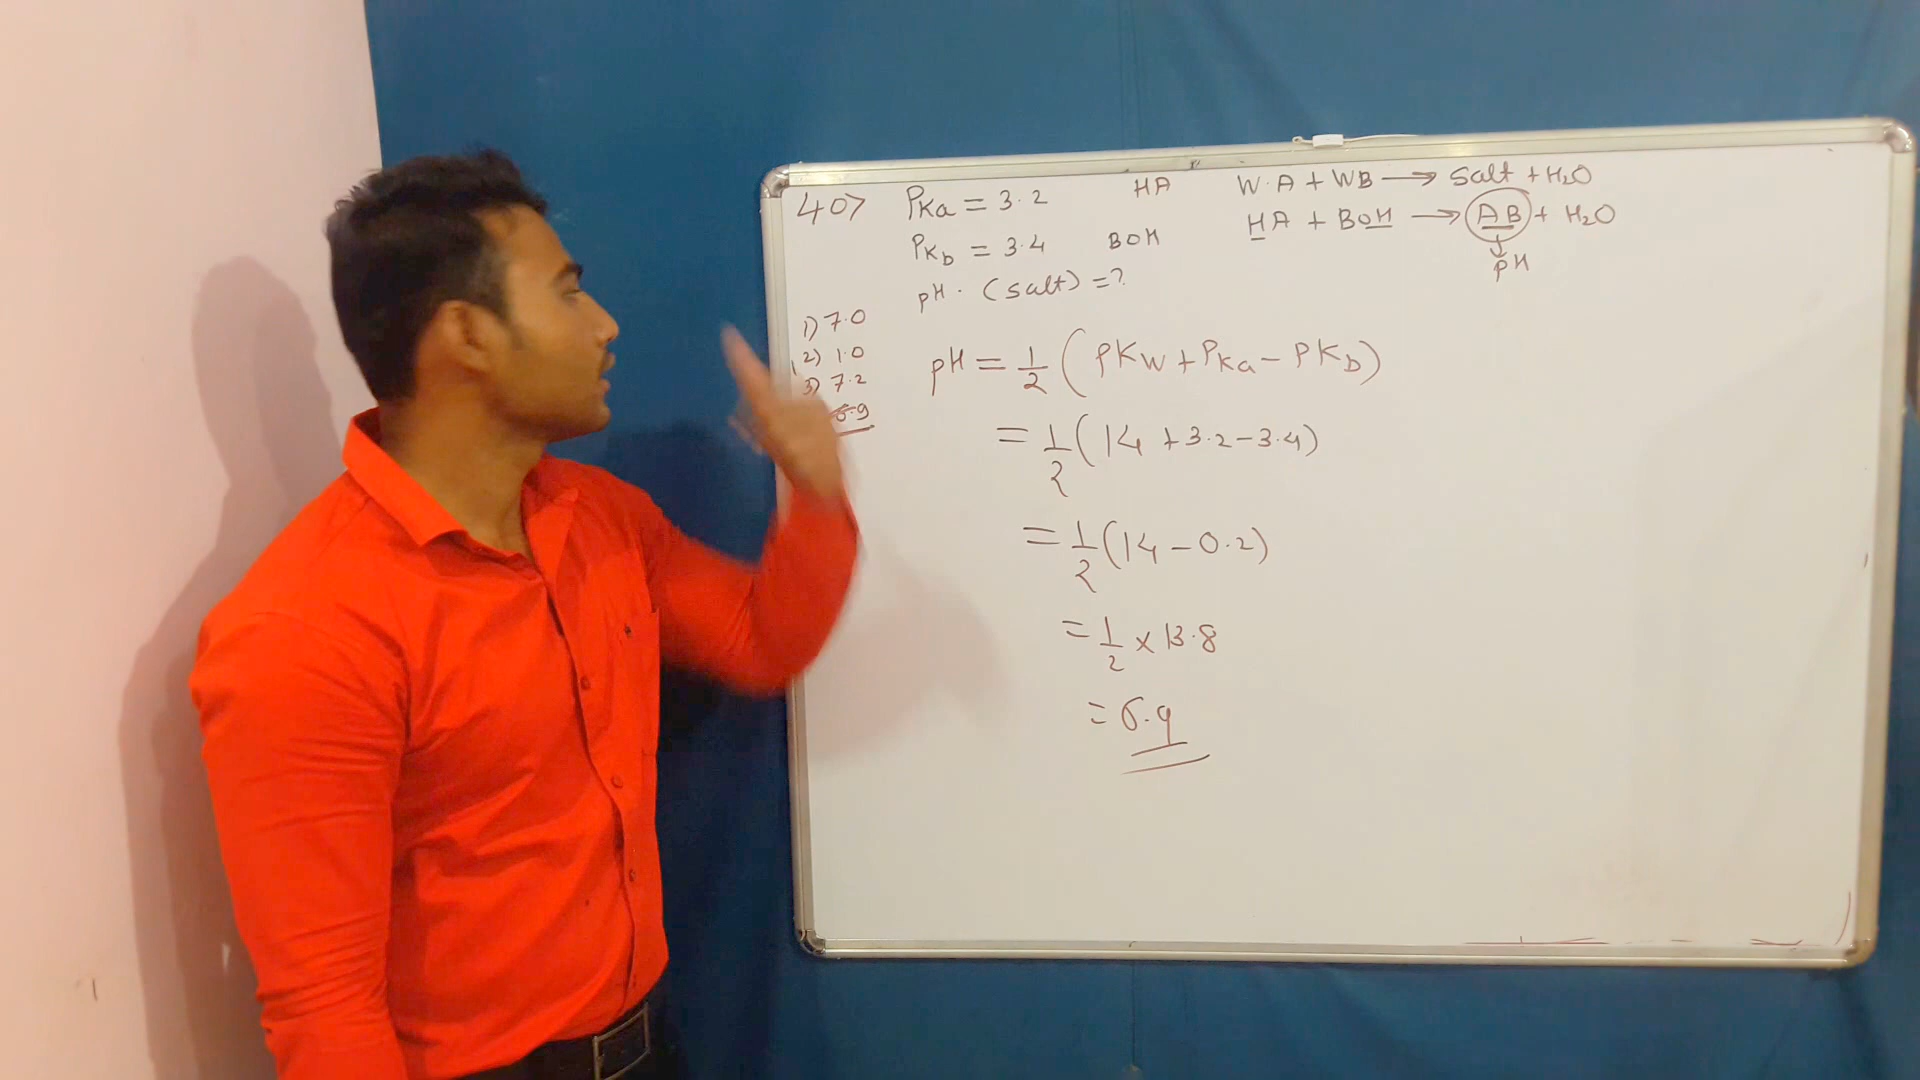 40> PKa = 3.2 HA W.A + WB → Salt + H₂O
PKb = 3.4 BOH HA + BOH → AB + H₂O
pH. (salt) = ? pH
1) 7.0
2) 1.0
3) 7.2
6.9
pH = 1/2 (PKw + PKa - PKb)
= 1/2 (14 + 3.2 - 3.4)
= 1/2 (14 - 0.2)
= 1/2 x 13.8
= 6.9